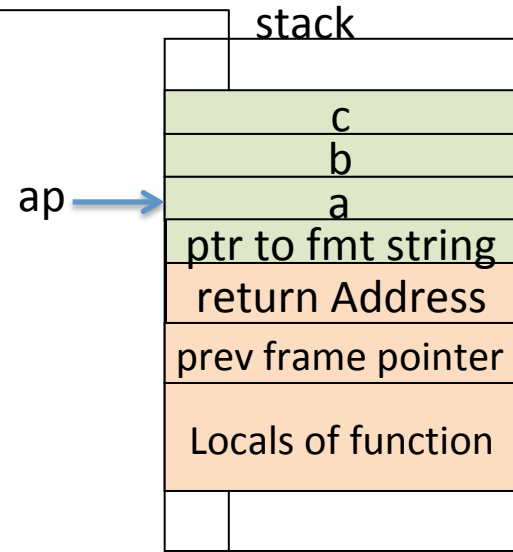 stack
c
b
ap
a
ptr to fmt string
return Address
prev frame pointer
Locals of function